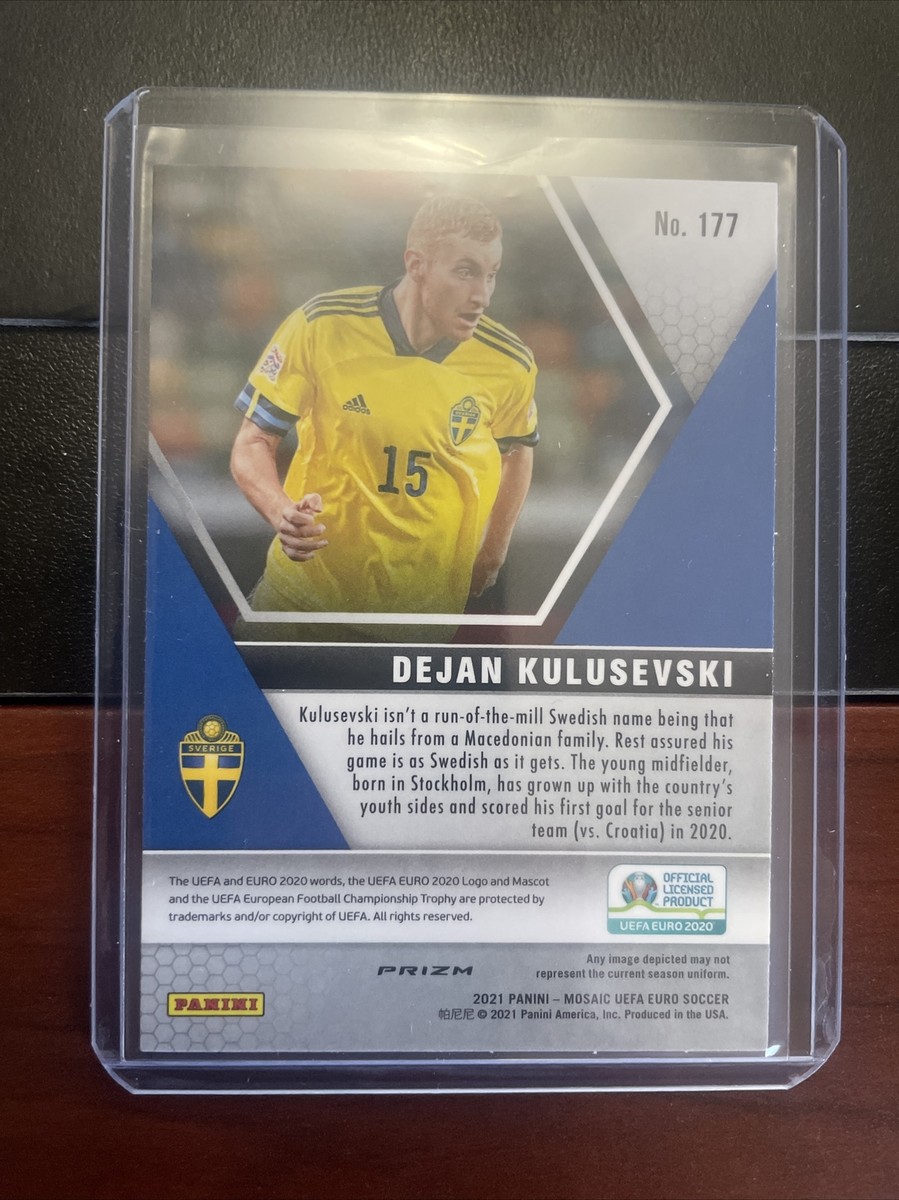 No. 177
adidas
15
DEJAN KULUSEVSKI
Kulusevski isn't a run-of-the-mill Swedish name being that
he hails from a Macedonian family. Rest assured his
game is as Swedish as it gets. The young midfielder,
born in Stockholm, has grown up with the country's
youth sides and scored his first goal for the senior
team (vs. Croatia) in 2020.
SVERIGE
The UEFA and EURO 2020 words, the UEFA EURO 2020 Logo and Mascot
and the UEFA European Football Championship Trophy are protected by
trademarks and/or copyright of UEFA. All rights reserved.
OFFICIAL
LICENSED
PRODUCT
UEFA EURO 2020
Any image depicted may not
represent the current season uniform.
PRIZM
PANINI
2021 PANINI – MOSAIC UEFA EURO SOCCER
帕尼尼 © 2021 Panini America, Inc. Produced in the USA.